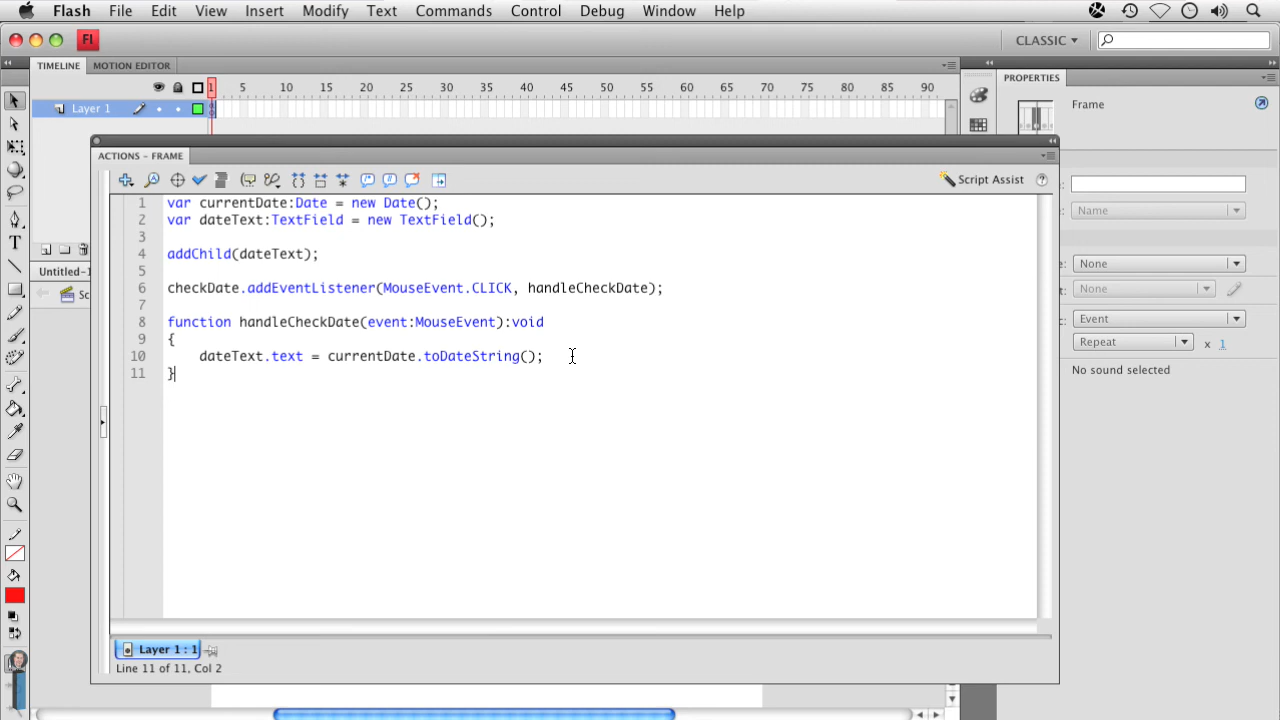 Flash File Edit View Insert Modify Text Commands Control Debug Window Help
Fl CLASSIC
TIMELINE MOTION EDITOR PROPERTIES
1 5 10 15 20 25 30 35 40 45 50 55 60 65 70 75 80 85 90
Layer 1 Frame
ACTIONS – FRAME
Script Assist
1 var currentDate:Date = new Date();
2 var dateText:TextField = new TextField();
3
4 addChild(dateText);
5
6 checkDate.addEventListener(MouseEvent.CLICK, handleCheckDate);
7
8 function handleCheckDate(event:MouseEvent):void
9 {
10 dateText.text = currentDate.toDateString();
11 }
Name
Untitled-1
None
Sc
None
Event
Repeat x 1
No sound selected
Layer 1 : 1
Line 11 of 11, Col 2